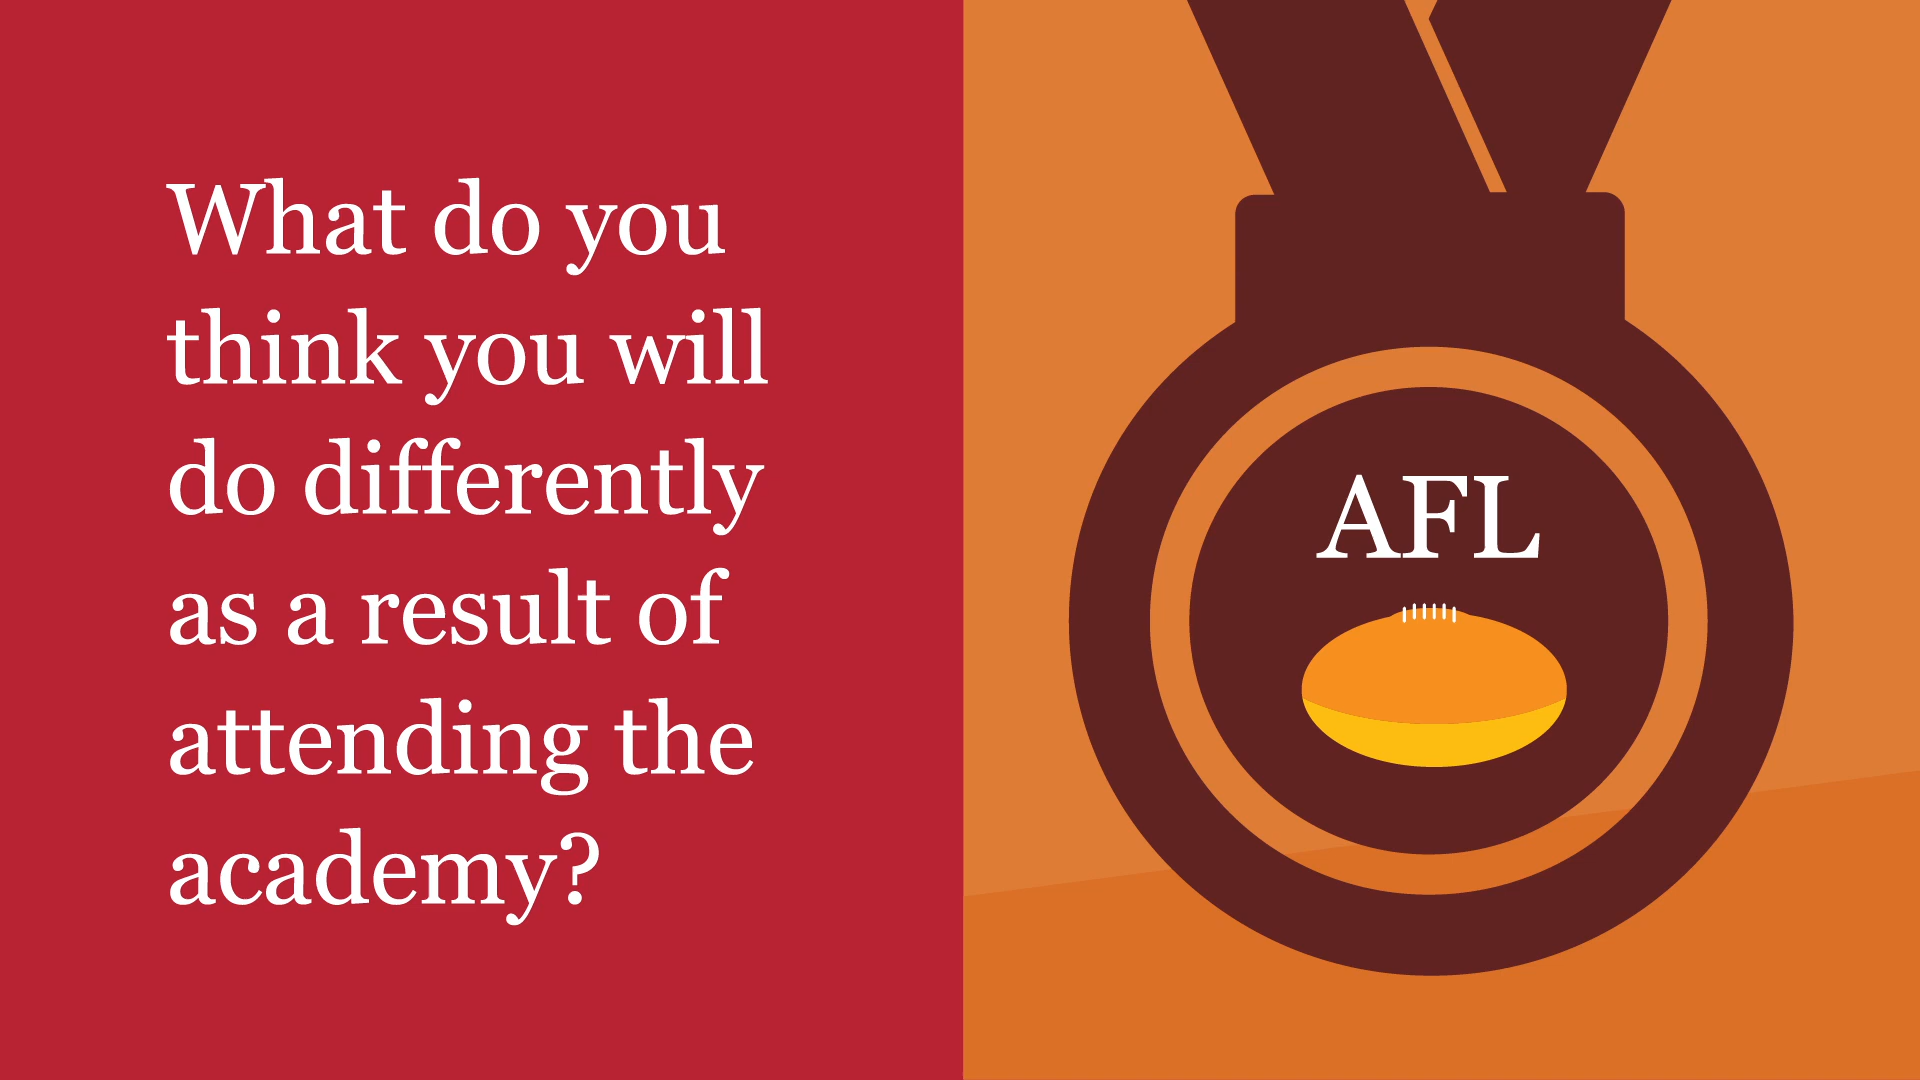 What do you
think you will
do differently
as a result of
attending the
academy?
AFL